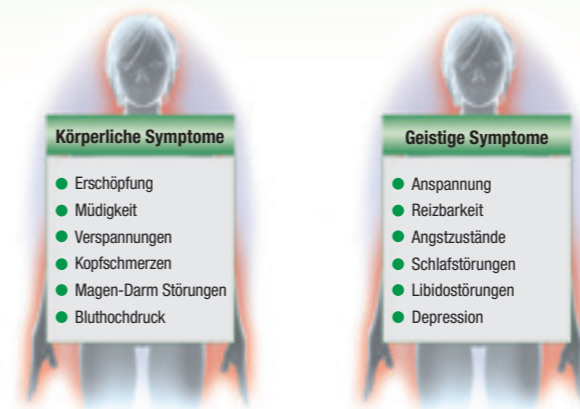 Körperliche Symptome
Erschöpfung
Müdigkeit
Verspannungen
Kopfschmerzen
Magen-Darm Störungen
Bluthochdruck
Geistige Symptome
Anspannung
Reizbarkeit
Angstzustände
Schlafstörungen
Libidostörungen
Depression